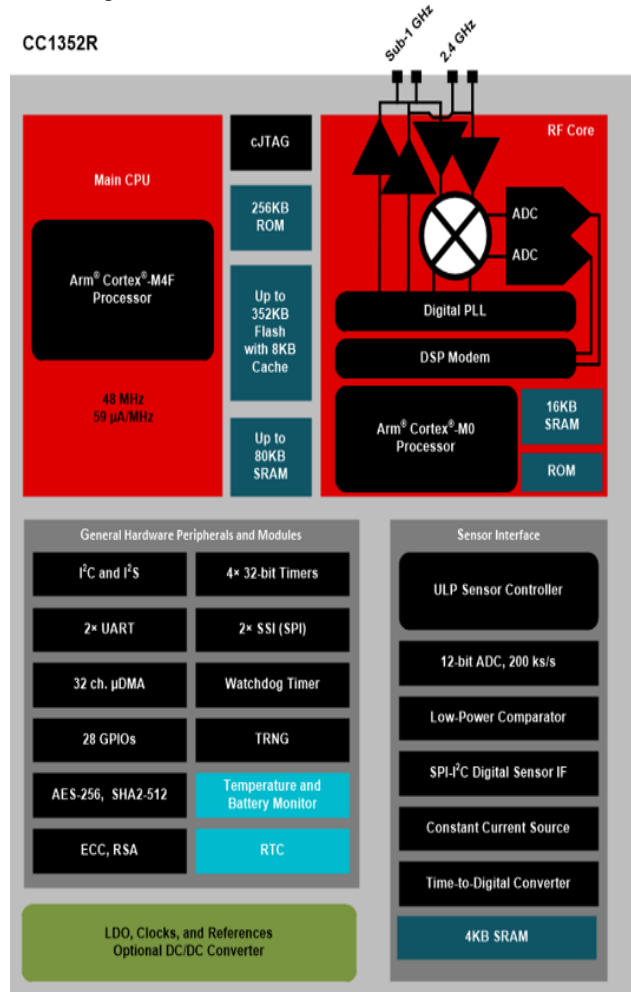 CC1352R
Sub-1 GHz
2.4 GHz
Main CPU
Arm® Cortex®-M4F
Processor
48 MHz
59 µA/MHz
cJTAG
256KB
ROM
Up to
352KB
Flash
with 8KB
Cache
Up to
80KB
SRAM
RF Core
ADC
ADC
Digital PLL
DSP Modem
Arm® Cortex®-M0
Processor
16KB
SRAM
ROM
General Hardware Peripherals and Modules
I²C and I²S
4× 32-bit Timers
2× UART
2× SSI (SPI)
32 ch. µDMA
Watchdog Timer
28 GPIOs
TRNG
AES-256, SHA2-512
Temperature and
Battery Monitor
ECC, RSA
RTC
LDO, Clocks, and References
Optional DC/DC Converter
Sensor Interface
ULP Sensor Controller
12-bit ADC, 200 ks/s
Low-Power Comparator
SPI-I²C Digital Sensor IF
Constant Current Source
Time-to-Digital Converter
4KB SRAM